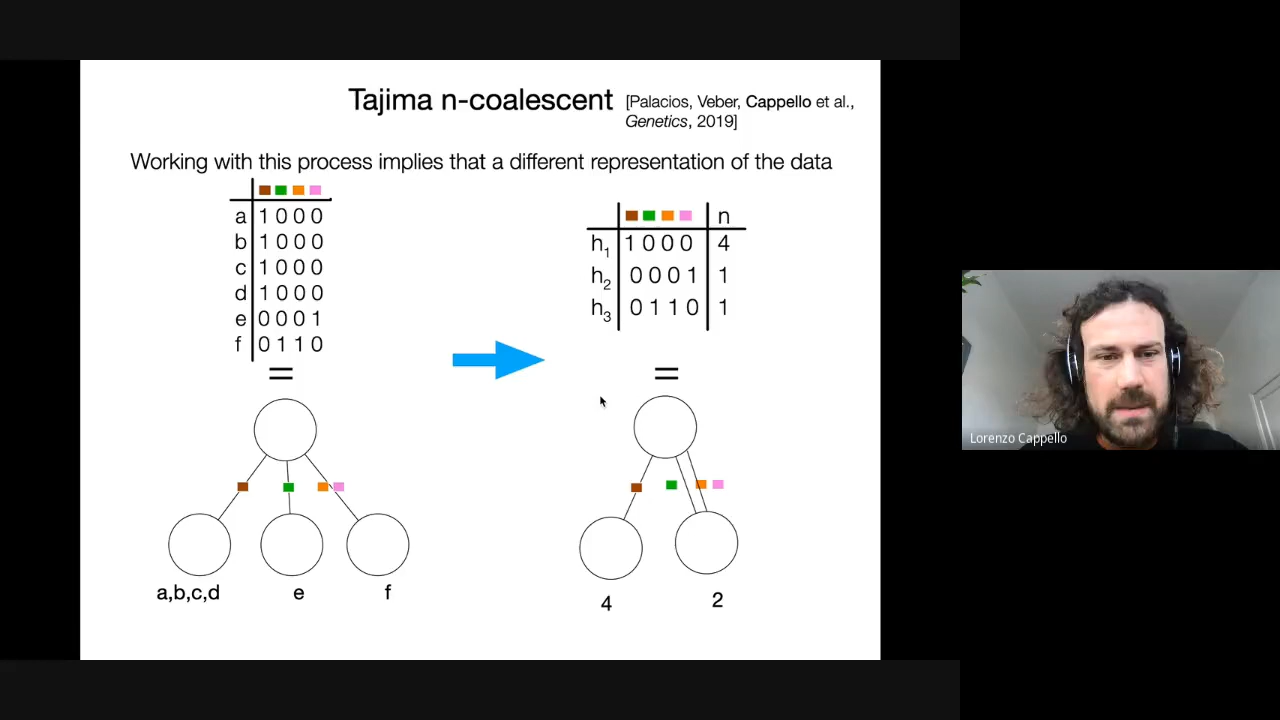 Tajima n-coalescent [Palacios, Veber, Cappello et al.,
Genetics, 2019]
Working with this process implies that a different representation of the data
a 1 0 0 0
b 1 0 0 0
c 1 0 0 0
d 1 0 0 0
e 0 0 0 1
f 0 1 1 0
=
a,b,c,d e f
n
h1 1 0 0 0 4
h2 0 0 0 1 1
h3 0 1 1 0 1
=
4 2
Lorenzo Cappello